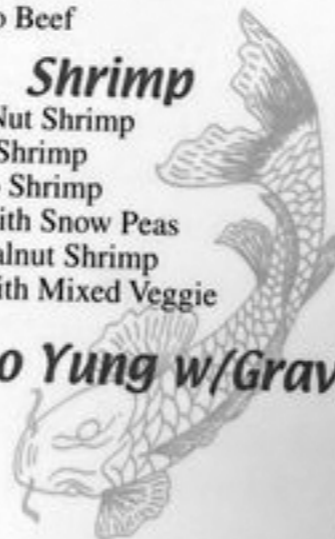 o Beef
Shrimp
Nut Shrimp
Shrimp
Shrimp
ith Snow Peas
alnut Shrimp
ith Mixed Veggie
o Yung w/Grav